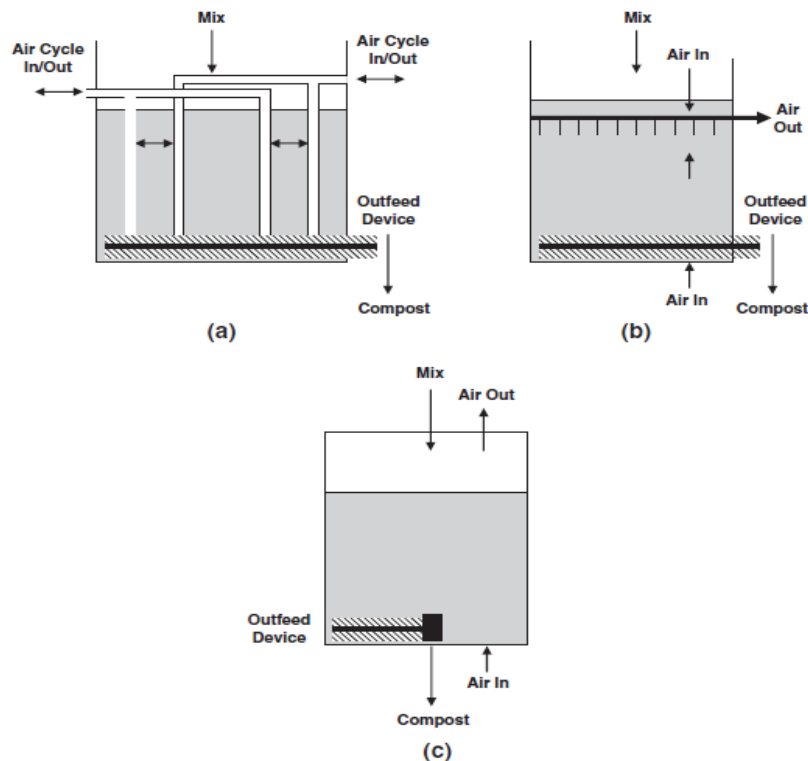 Mix
Air Cycle
In/Out
Air Cycle
In/Out
Outfeed
Device
Compost
(a)
Mix
Air In
Air
Out
Outfeed
Device
Air In
Compost
(b)
Mix
Air Out
Outfeed
Device
Air In
Compost
(c)